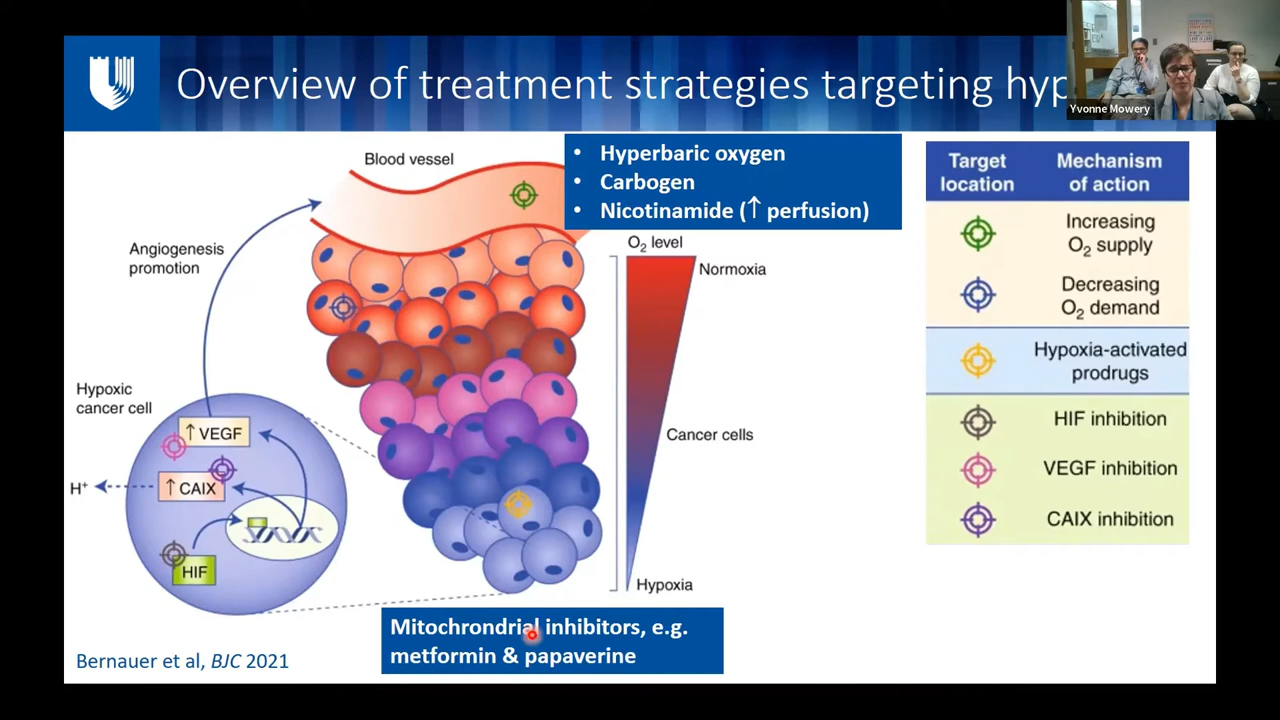 Overview of treatment strategies targeting hyp
Yvonne Mowery
Blood vessel
• Hyperbaric oxygen
• Carbogen
• Nicotinamide (↑ perfusion)
Angiogenesis
promotion
O₂ level
Normoxia
Hypoxic
cancer cell
↑ VEGF
↑ CAIX
H⁺
HIF
Cancer cells
Hypoxia
Mitochrondrial inhibitors, e.g.
metformin & papaverine
Bernauer et al, BJC 2021
Target
location
Mechanism
of action
Increasing
O₂ supply
Decreasing
O₂ demand
Hypoxia-activated
prodrugs
HIF inhibition
VEGF inhibition
CAIX inhibition